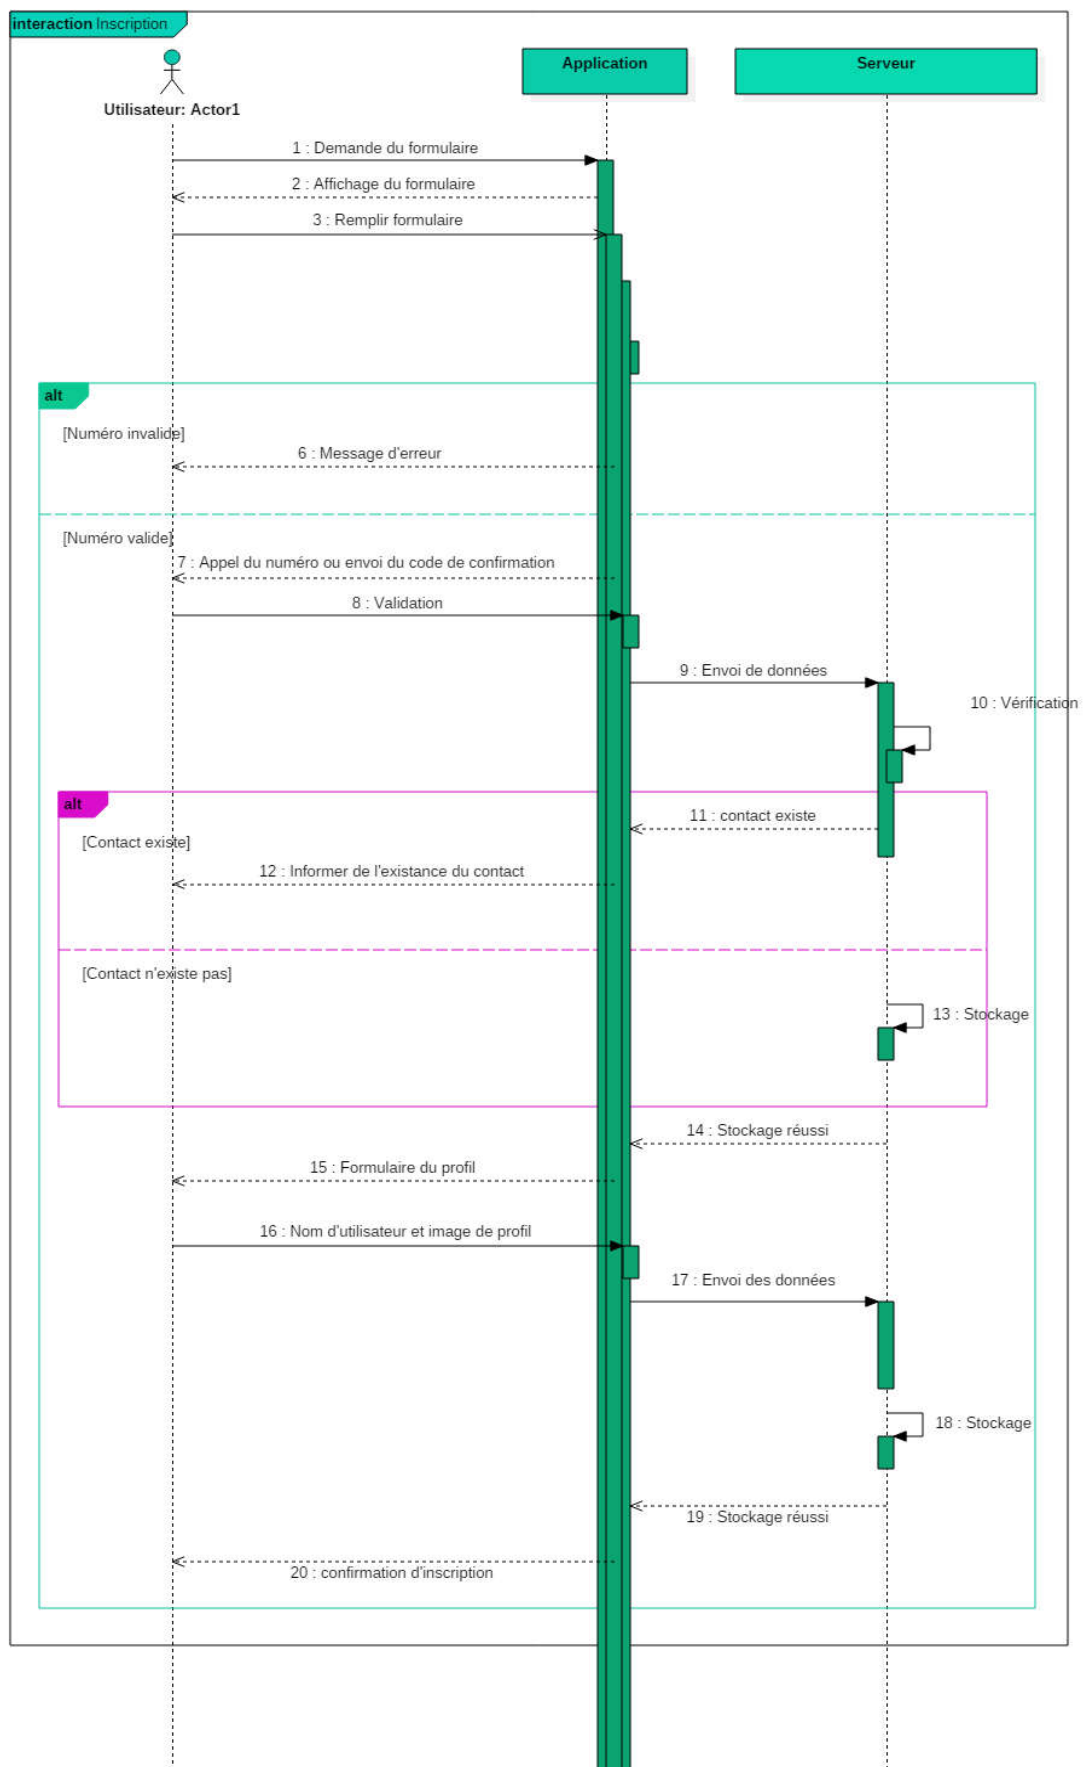 interaction Inscription
Application
Serveur
Utilisateur: Actor1
1 : Demande du formulaire
2 : Affichage du formulaire
3 : Remplir formulaire
alt
[Numéro invalide]
6 : Message d'erreur
[Numéro valide]
7 : Appel du numéro ou envoi du code de confirmation
8 : Validation
9 : Envoi de données
10 : Vérification
alt
11 : contact existe
[Contact existe]
12 : Informer de l'existance du contact
[Contact n'existe pas]
13 : Stockage
14 : Stockage réussi
15 : Formulaire du profil
16 : Nom d'utilisateur et image de profil
17 : Envoi des données
18 : Stockage
19 : Stockage réussi
20 : confirmation d'inscription